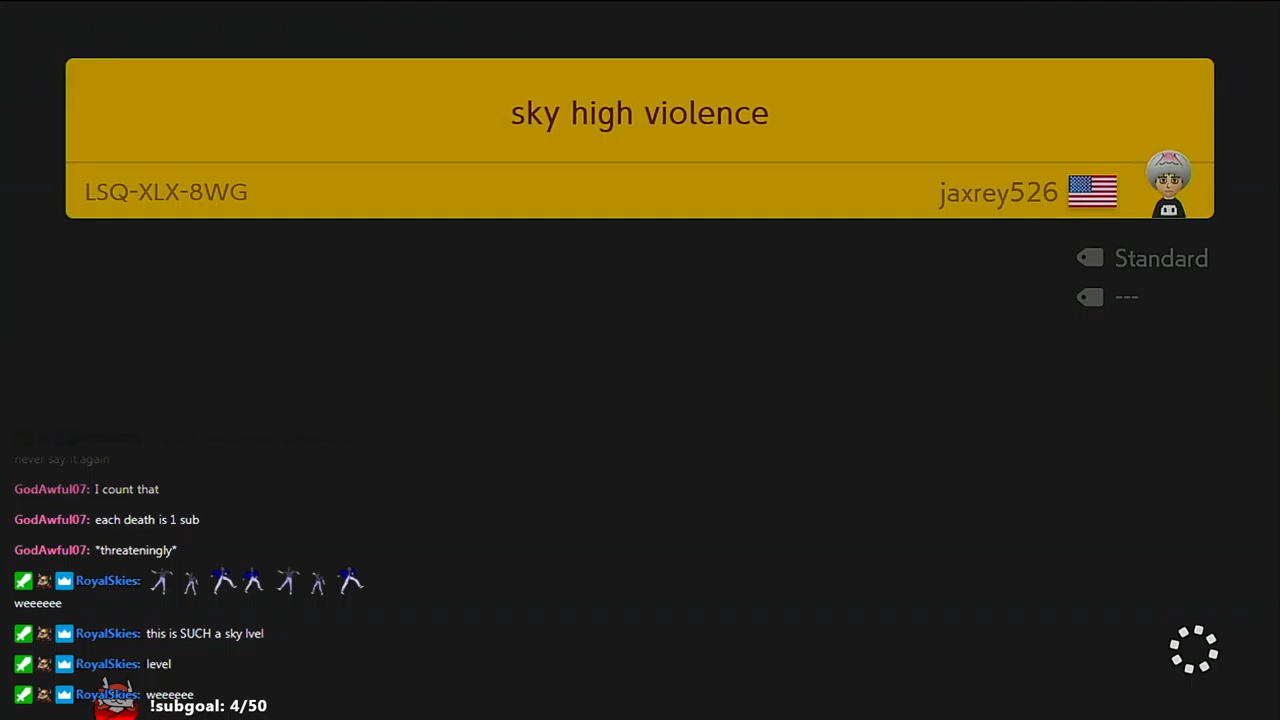 sky high violence
LSQ-XLX-8WG
jaxrey526
Standard
---
never say it again
GodAwful07: I count that
GodAwful07: each death is 1 sub
GodAwful07: *threateningly*
RoyalSkies:
weeeeee
RoyalSkies: this is SUCH a sky lvel
RoyalSkies: level
RoyalSkies: weeeeee
!subgoal: 4/50